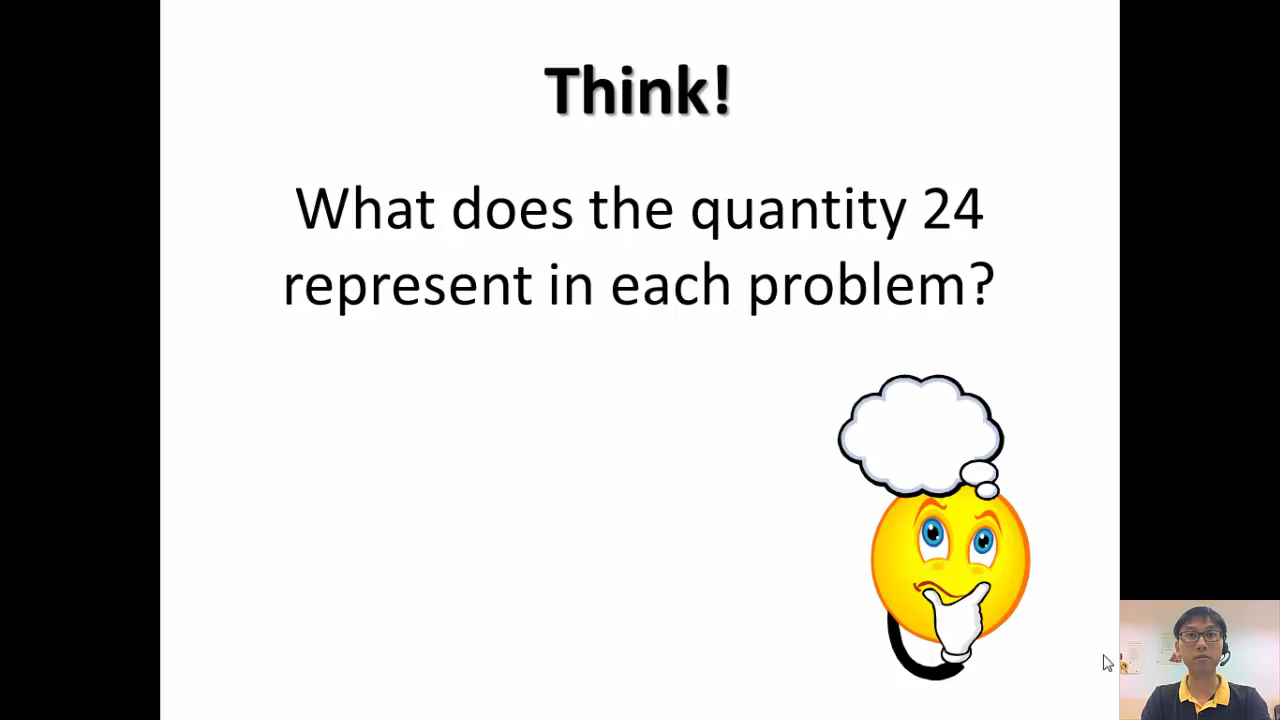 Think!
What does the quantity 24
represent in each problem?